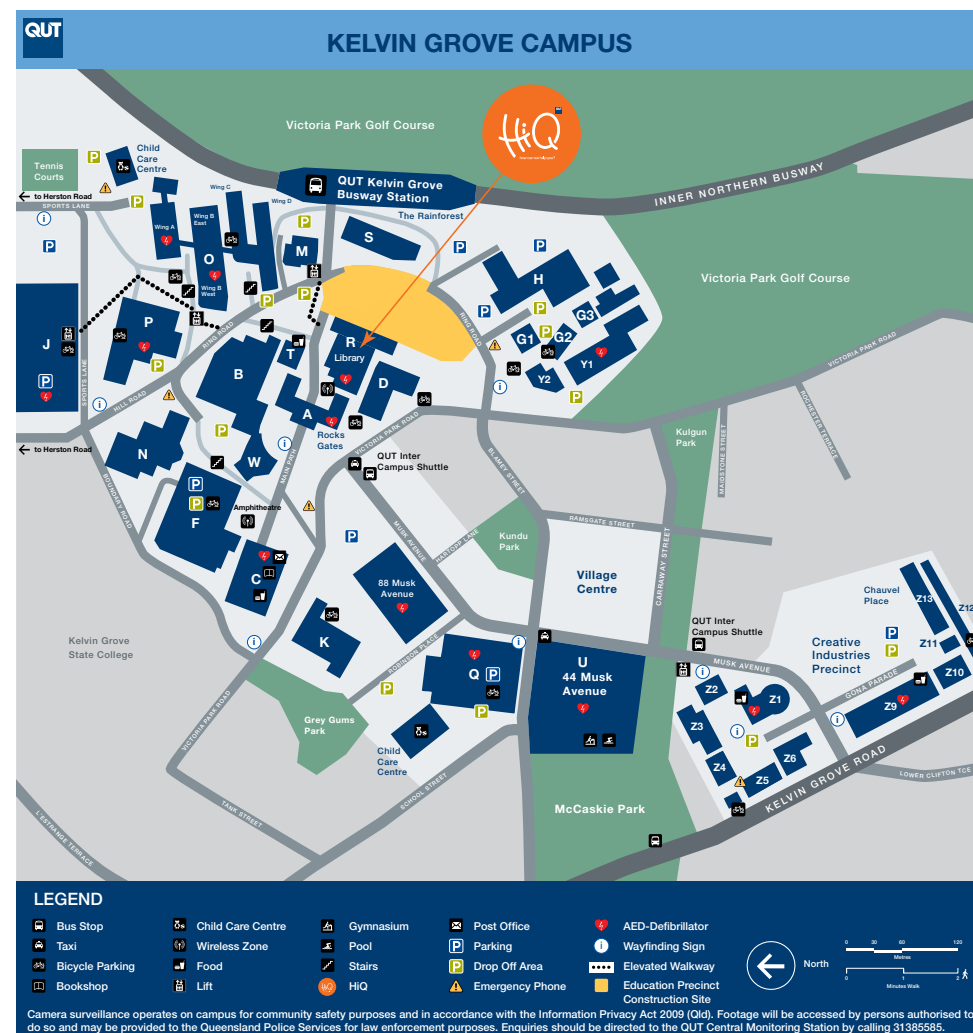 QUT
KELVIN GROVE CAMPUS
Victoria Park Golf Course
HiQ
Child
Care
Centre
Tennis
Courts
to Herston Road
SPORTS LANE
Wing C
Wing D
Wing A
Wing B
East
O
Wing B
West
QUT Kelvin Grove
Busway Station
The Rainforest
INNER NORTHERN BUSWAY
M
S
H
Victoria Park Golf Course
J
P
SPORTS LANE
RING ROAD
RING ROAD
HILL ROAD
T
R
Library
G1
G2
G3
Y1
Y2
B
D
A
VICTORIA PARK ROAD
ROCHESTER TERRACE
MAIDSTONE STREET
Kulgun
Park
to Herston Road
N
W
MAIN PATH
Rocks
Gates
VICTORIA PARK ROAD
QUT Inter
Campus Shuttle
BLAMEY STREET
BOUNDARY ROAD
F
Amphitheatre
MUSK AVENUE
HARTOPP LANE
Kundu
Park
RAMSGATE STREET
CARRAWAY STREET
C
88 Musk
Avenue
Village
Centre
Chauvel
Place
Z13
Z12
Kelvin Grove
State College
K
ROBINSON PLACE
QUT Inter
Campus Shuttle
Creative
Industries
Precinct
Z11
Z10
Q
U
44 Musk
Avenue
MUSK AVENUE
GONA PARADE
Z2
Z1
Z9
Z3
VICTORIA PARK ROAD
Grey Gums
Park
Child
Care
Centre
Z4
Z5
Z6
KELVIN GROVE ROAD
LOWER CLIFTON TCE
TANK STREET
SCHOOL STREET
McCaskie Park
L'ESTRANGE TERRACE
LEGEND
Bus Stop
Taxi
Bicycle Parking
Bookshop
Child Care Centre
Wireless Zone
Food
Lift
Gymnasium
Pool
Stairs
HiQ
Post Office
Parking
Drop Off Area
Emergency Phone
AED-Defibrillator
Wayfinding Sign
Elevated Walkway
Education Precinct
Construction Site
North
0 30 60 120
Metres
0 1 2
Minutes Walk
Camera surveillance operates on campus for community safety purposes and in accordance with the Information Privacy Act 2009 (Qld). Footage will be accessed by persons authorised to
do so and may be provided to the Queensland Police Services for law enforcement purposes. Enquiries should be directed to the QUT Central Monitoring Station by calling 31385585.